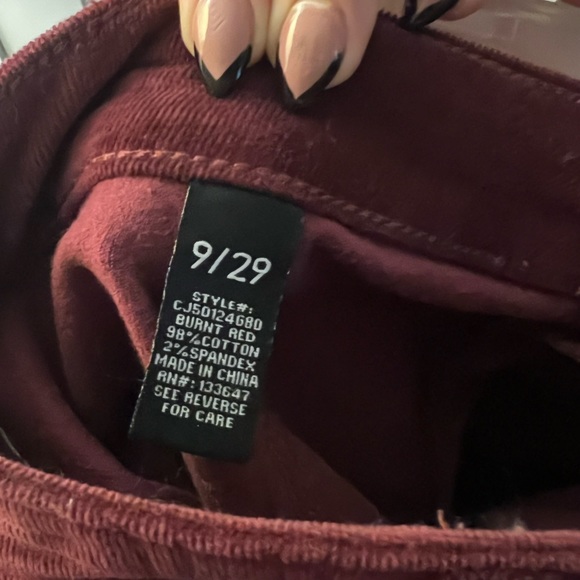 9/29
STYLE#:
CJ50124680
BURNT RED
98%COTTON
2%SPANDEX
MADE IN CHINA
RN#: 133647
SEE REVERSE
FOR CARE